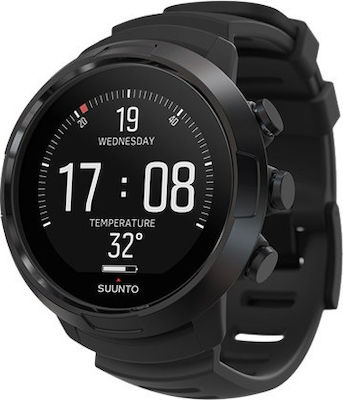 19
20 40
WEDNESDAY
17:08
TEMPERATURE
32°
SUUNTO